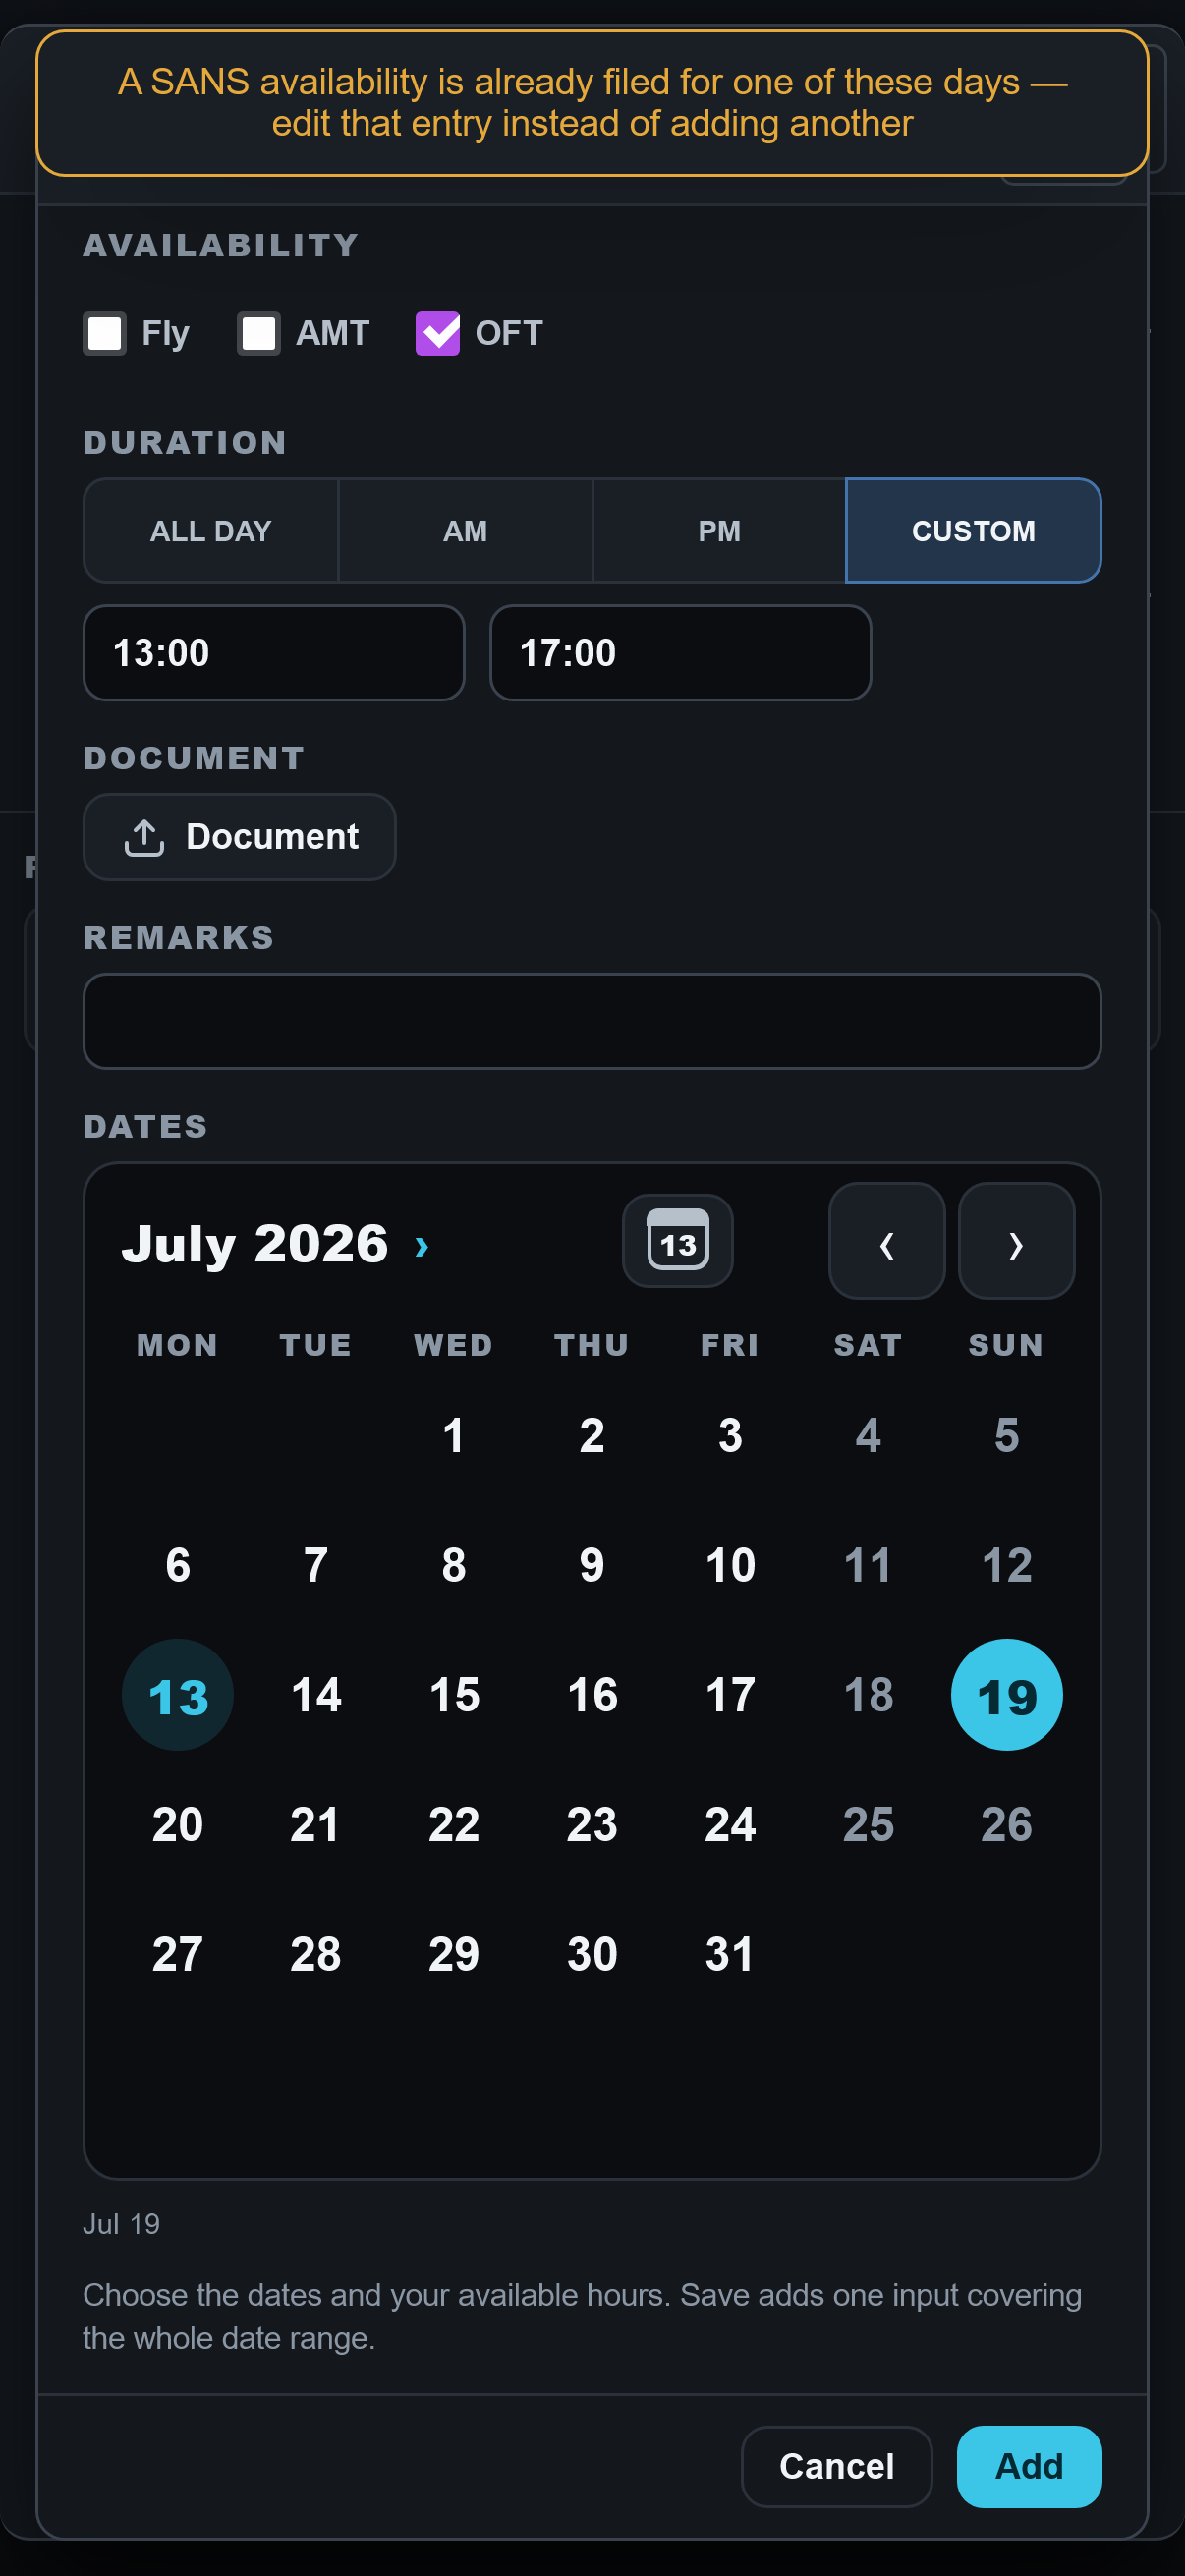 A SANS availability is already filed for one of these days —
edit that entry instead of adding another
AVAILABILITY
Fly AMT OFT
DURATION
ALL DAY AM PM CUSTOM
13:00 17:00
DOCUMENT
Document
REMARKS
DATES
July 2026 › 13 ‹ ›
MON TUE WED THU FRI SAT SUN
1 2 3 4 5
6 7 8 9 10 11 12
13 14 15 16 17 18 19
20 21 22 23 24 25 26
27 28 29 30 31
Jul 19
Choose the dates and your available hours. Save adds one input covering
the whole date range.
Cancel Add